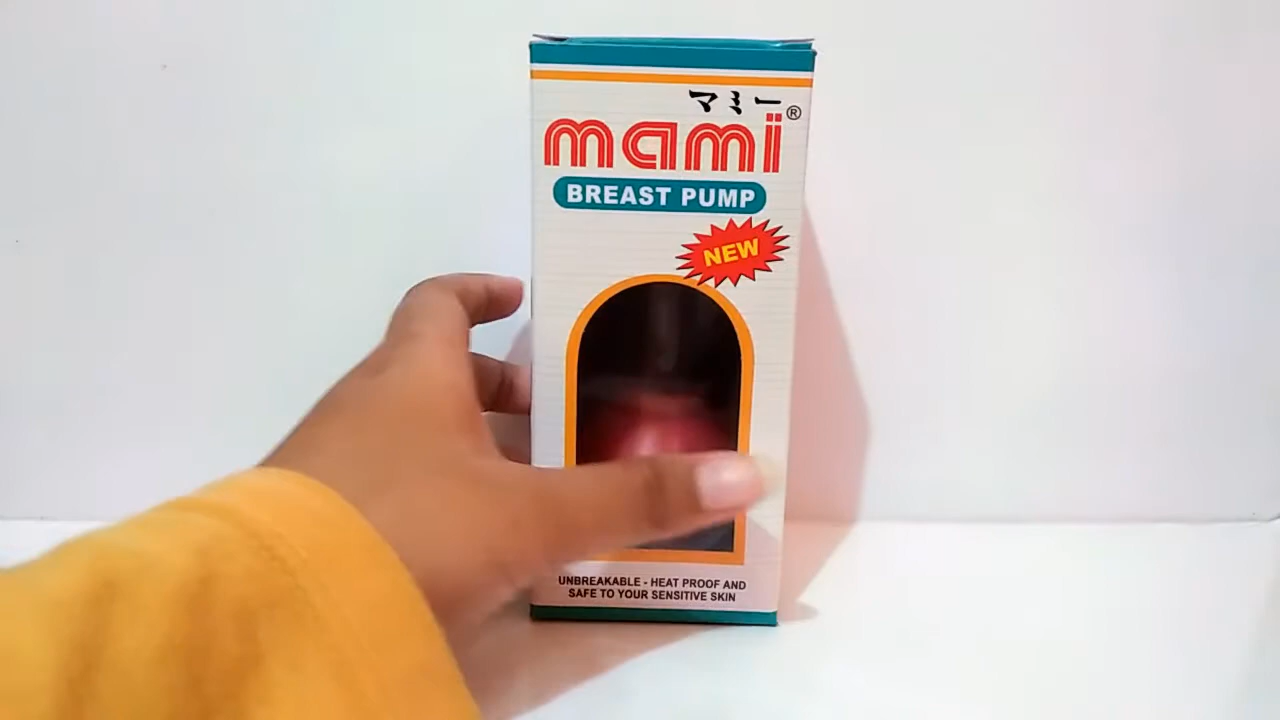 マミー
mami®
BREAST PUMP
NEW
UNBREAKABLE - HEAT PROOF AND
SAFE TO YOUR SENSITIVE SKIN